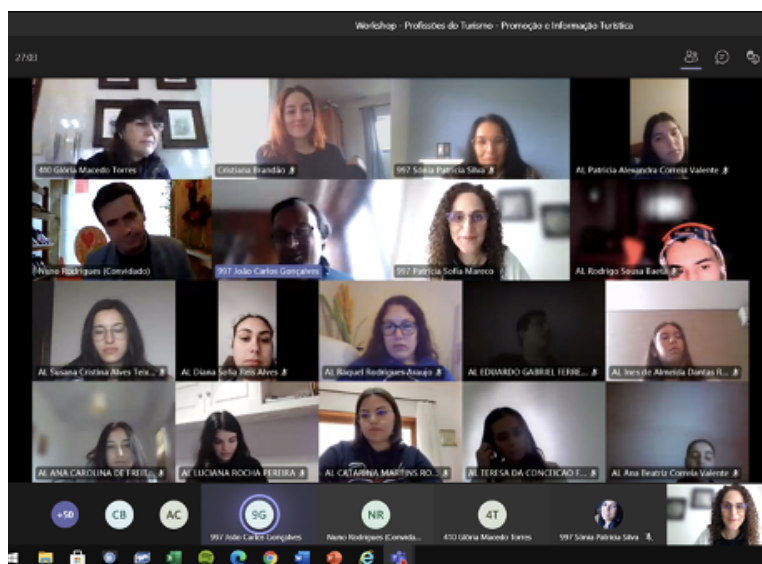 Workshop - Profissões do Turismo - Promoção e Informação Turística
27:03
410 Glória Macedo Torres
Cristiana Brandão
997 Sónia Patrícia Silva
AL Patricia Alexandra Correia Valente
Nuno Rodrigues (Convidado)
997 João Carlos Gonçalves
997 Patrícia Sofia Mareco
AL Rodrigo Sousa Baeta
AL Susana Cristina Alves Teix...
AL Diana Sofia Reis Alves
AL Raquel Rodrigues Araujo
AL EDUARDO GABRIEL FERRE...
AL Ines de Almeida Dantas R...
AL ANA CAROLINA DE FREIT...
AL LUCIANA ROCHA PEREIRA
AL CATARINA MARTINS RO...
AL TERESA DA CONCEICAO F...
AL Ana Beatriz Correia Valente
+50
CB
AC
9G
NR
4T
997 João Carlos Gonçalves
Nuno Rodrigues (Convida...
410 Glória Macedo Torres
997 Sónia Patrícia Silva